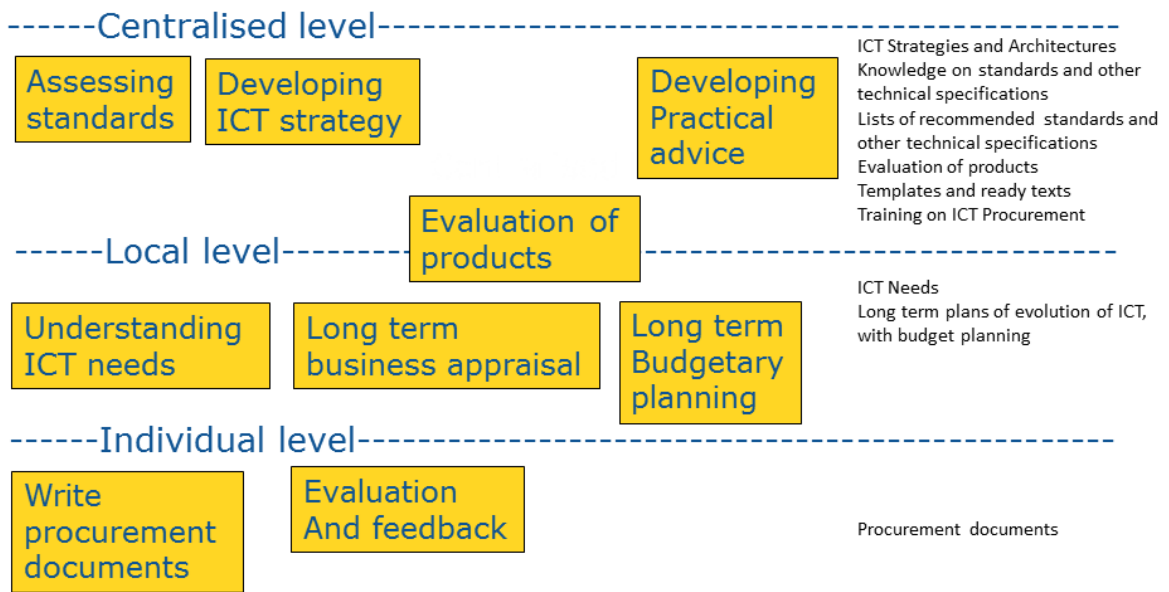 ------Centralised level------
Assessing
standards
Developing
ICT strategy
Developing
Practical
advice
ICT Strategies and Architectures
Knowledge on standards and other
technical specifications
Lists of recommended standards and
other technical specifications
Evaluation of products
Templates and ready texts
Training on ICT Procurement
Evaluation of
products
------Local level------
Understanding
ICT needs
Long term
business appraisal
Long term
Budgetary
planning
ICT Needs
Long term plans of evolution of ICT,
with budget planning
------Individual level------
Write
procurement
documents
Evaluation
And feedback
Procurement documents